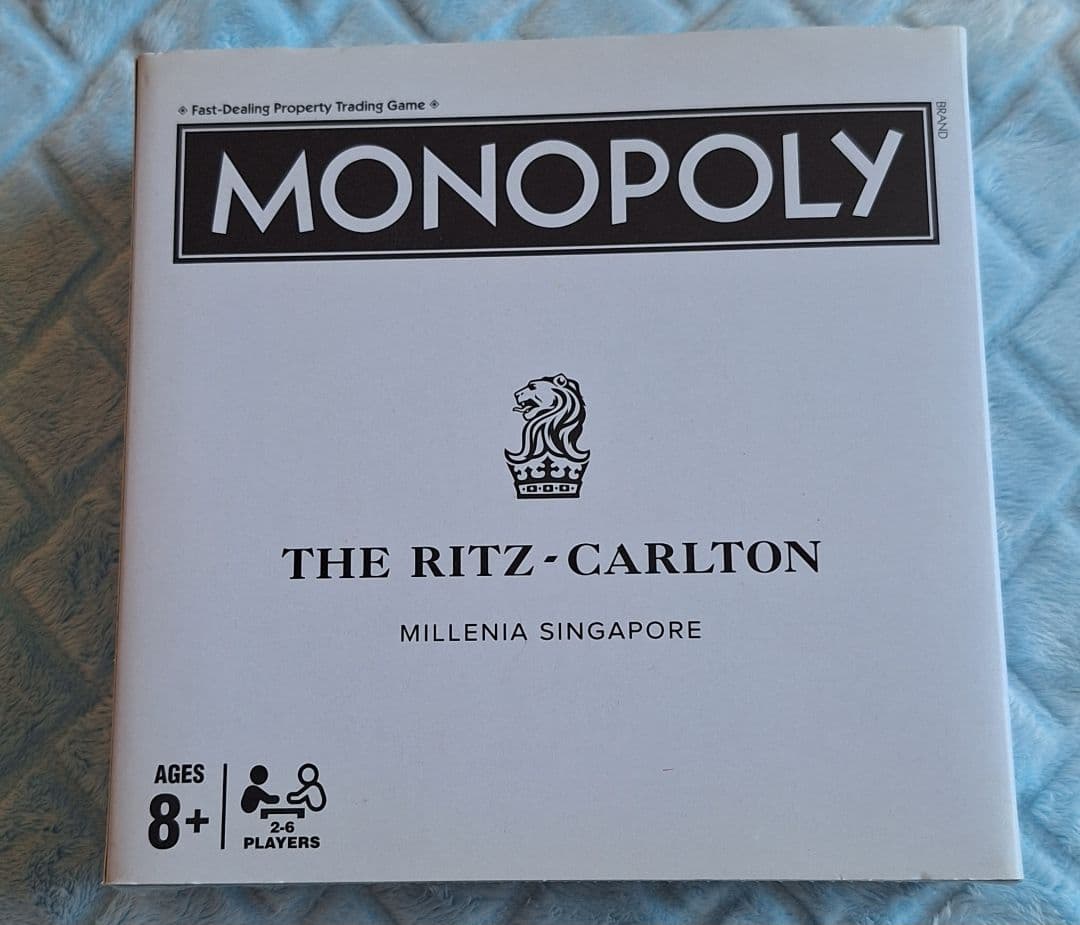 ◈ Fast-Dealing Property Trading Game ◈
MONOPOLY
BRAND
THE RITZ-CARLTON
MILLENIA SINGAPORE
AGES
8+
2-6
PLAYERS